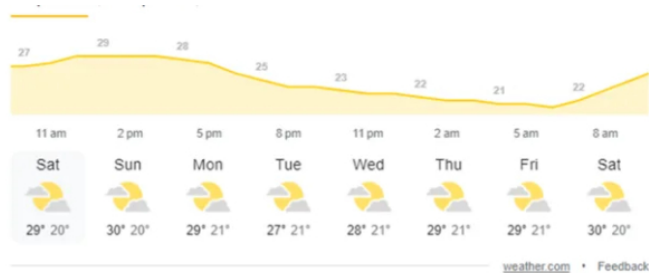 27 29 28 25 23 22 21 22
11 am 2 pm 5 pm 8 pm 11 pm 2 am 5 am 8 am
Sat Sun Mon Tue Wed Thu Fri Sat
29° 20° 30° 20° 29° 21° 27° 21° 28° 21° 29° 21° 29° 21° 30° 20°
weather.com • Feedback